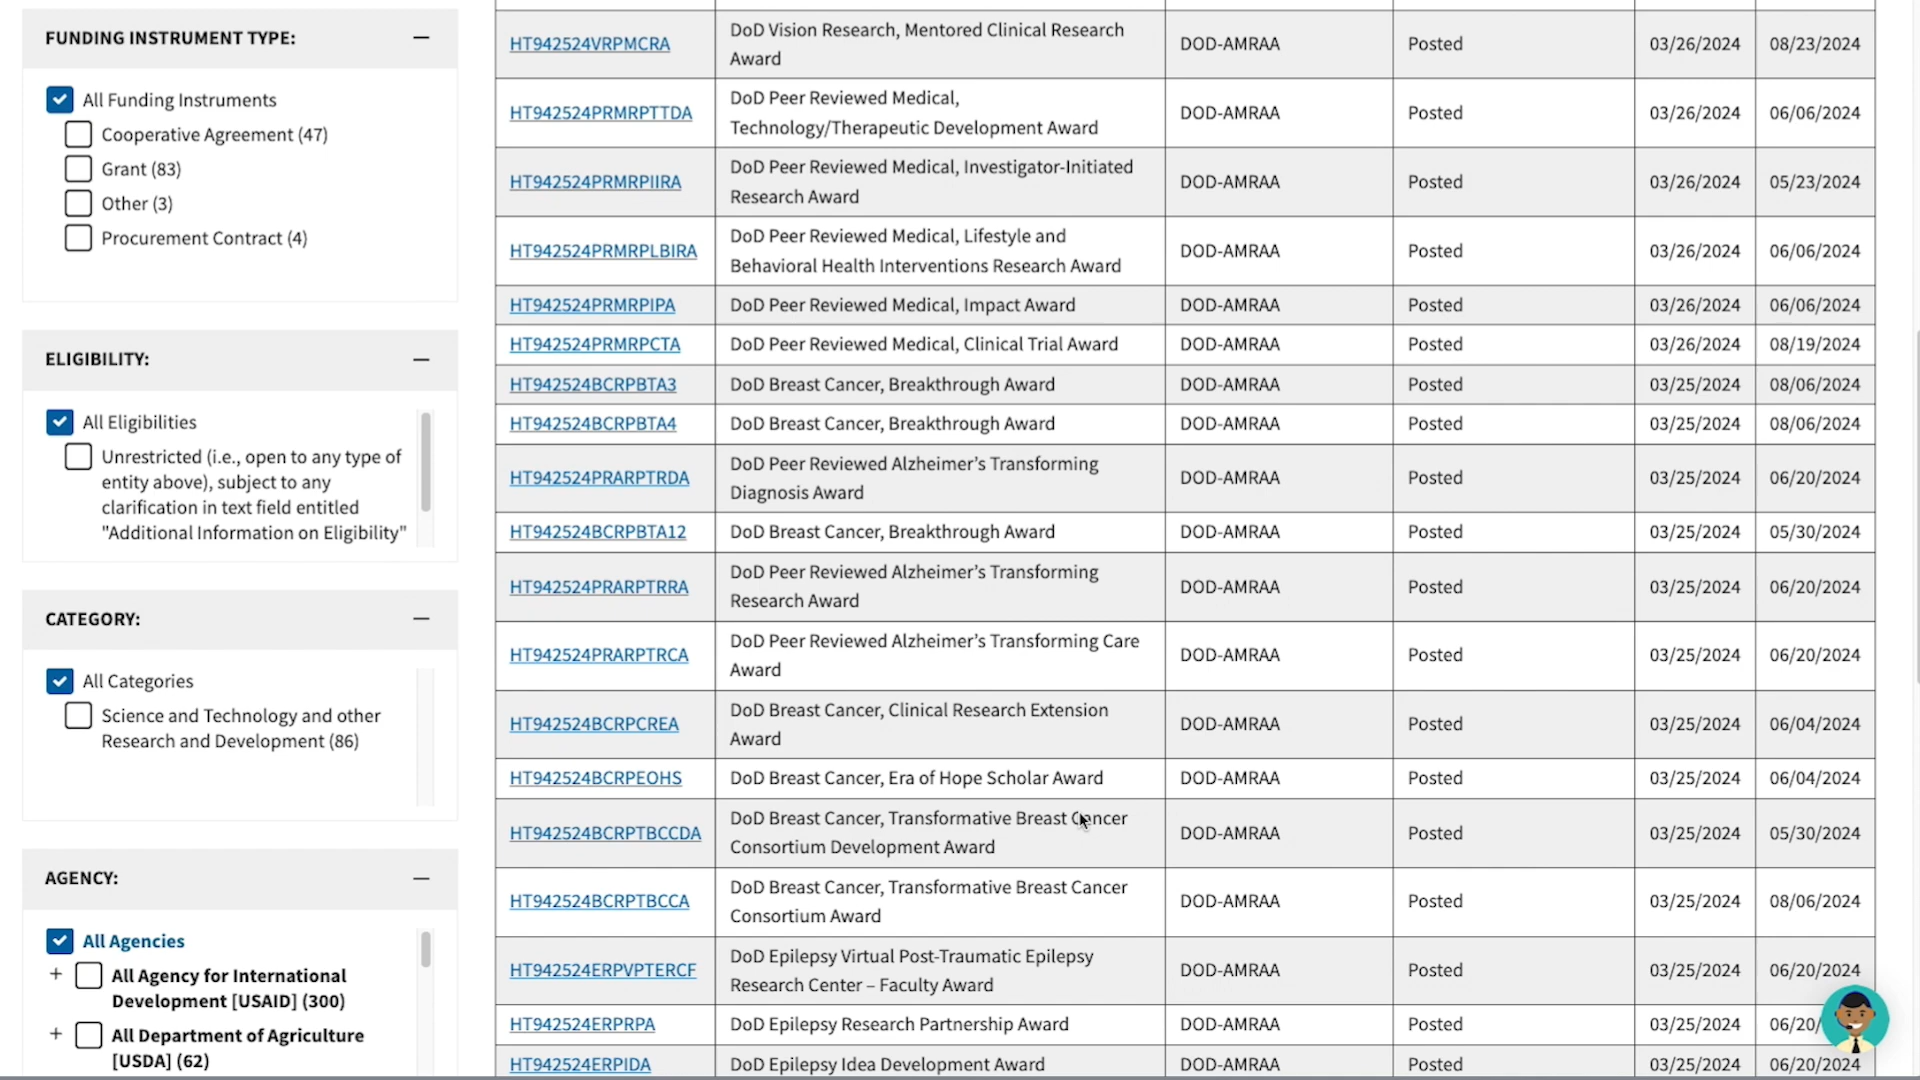 FUNDING INSTRUMENT TYPE:
All Funding Instruments
Cooperative Agreement (47)
Grant (83)
Other (3)
Procurement Contract (4)
ELIGIBILITY:
All Eligibilities
Unrestricted (i.e., open to any type of
entity above), subject to any
clarification in text field entitled
"Additional Information on Eligibility"
CATEGORY:
All Categories
Science and Technology and other
Research and Development (86)
AGENCY:
All Agencies
+ All Agency for International
Development [USAID] (300)
+ All Department of Agriculture
[USDA] (62)
HT942524VRPMCRA DoD Vision Research, Mentored Clinical Research DOD-AMRAA Posted 03/26/2024 08/23/2024
Award
HT942524PRMRPTTDA DoD Peer Reviewed Medical, DOD-AMRAA Posted 03/26/2024 06/06/2024
Technology/Therapeutic Development Award
HT942524PRMRPIIRA DoD Peer Reviewed Medical, Investigator-Initiated DOD-AMRAA Posted 03/26/2024 05/23/2024
Research Award
HT942524PRMRPLBIRA DoD Peer Reviewed Medical, Lifestyle and DOD-AMRAA Posted 03/26/2024 06/06/2024
Behavioral Health Interventions Research Award
HT942524PRMRPIPA DoD Peer Reviewed Medical, Impact Award DOD-AMRAA Posted 03/26/2024 06/06/2024
HT942524PRMRPCTA DoD Peer Reviewed Medical, Clinical Trial Award DOD-AMRAA Posted 03/26/2024 08/19/2024
HT942524BCRPBTA3 DoD Breast Cancer, Breakthrough Award DOD-AMRAA Posted 03/25/2024 08/06/2024
HT942524BCRPBTA4 DoD Breast Cancer, Breakthrough Award DOD-AMRAA Posted 03/25/2024 08/06/2024
HT942524PRARPTRDA DoD Peer Reviewed Alzheimer’s Transforming DOD-AMRAA Posted 03/25/2024 06/20/2024
Diagnosis Award
HT942524BCRPBTA12 DoD Breast Cancer, Breakthrough Award DOD-AMRAA Posted 03/25/2024 05/30/2024
HT942524PRARPTRRA DoD Peer Reviewed Alzheimer’s Transforming DOD-AMRAA Posted 03/25/2024 06/20/2024
Research Award
HT942524PRARPTRCA DoD Peer Reviewed Alzheimer’s Transforming Care DOD-AMRAA Posted 03/25/2024 06/20/2024
Award
HT942524BCRPCREA DoD Breast Cancer, Clinical Research Extension DOD-AMRAA Posted 03/25/2024 06/04/2024
Award
HT942524BCRPEOHS DoD Breast Cancer, Era of Hope Scholar Award DOD-AMRAA Posted 03/25/2024 06/04/2024
HT942524BCRPTBCCDA DoD Breast Cancer, Transformative Breast Cancer DOD-AMRAA Posted 03/25/2024 05/30/2024
Consortium Development Award
HT942524BCRPTBCCA DoD Breast Cancer, Transformative Breast Cancer DOD-AMRAA Posted 03/25/2024 08/06/2024
Consortium Award
HT942524ERPVPTERCF DoD Epilepsy Virtual Post-Traumatic Epilepsy DOD-AMRAA Posted 03/25/2024 06/20/2024
Research Center – Faculty Award
HT942524ERPRPA DoD Epilepsy Research Partnership Award DOD-AMRAA Posted 03/25/2024 06/20/
HT942524ERPIDA DoD Epilepsy Idea Development Award DOD-AMRAA Posted 03/25/2024 06/20/2024